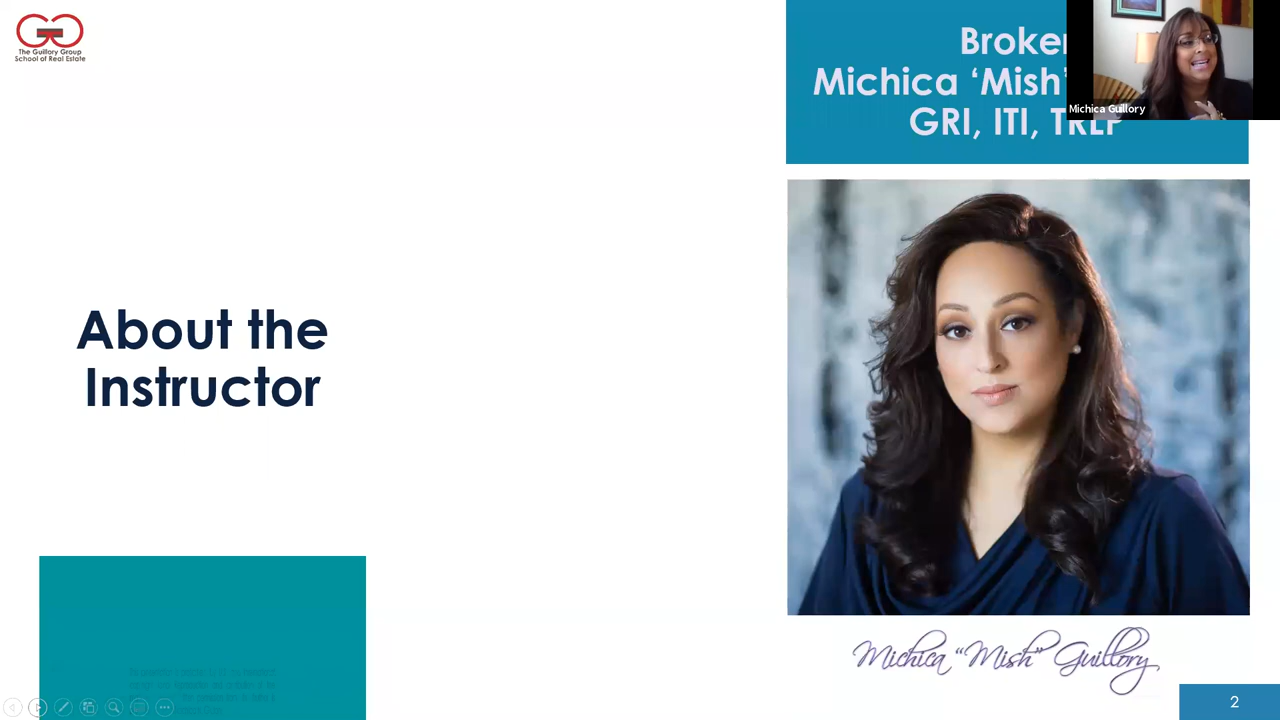 The Guillory Group
School of Real Estate
Broker
Michica ‘Mish’
GRI, ITI, TRLP
Michica Guillory
About the
Instructor
Michica “Mish” Guillory
2